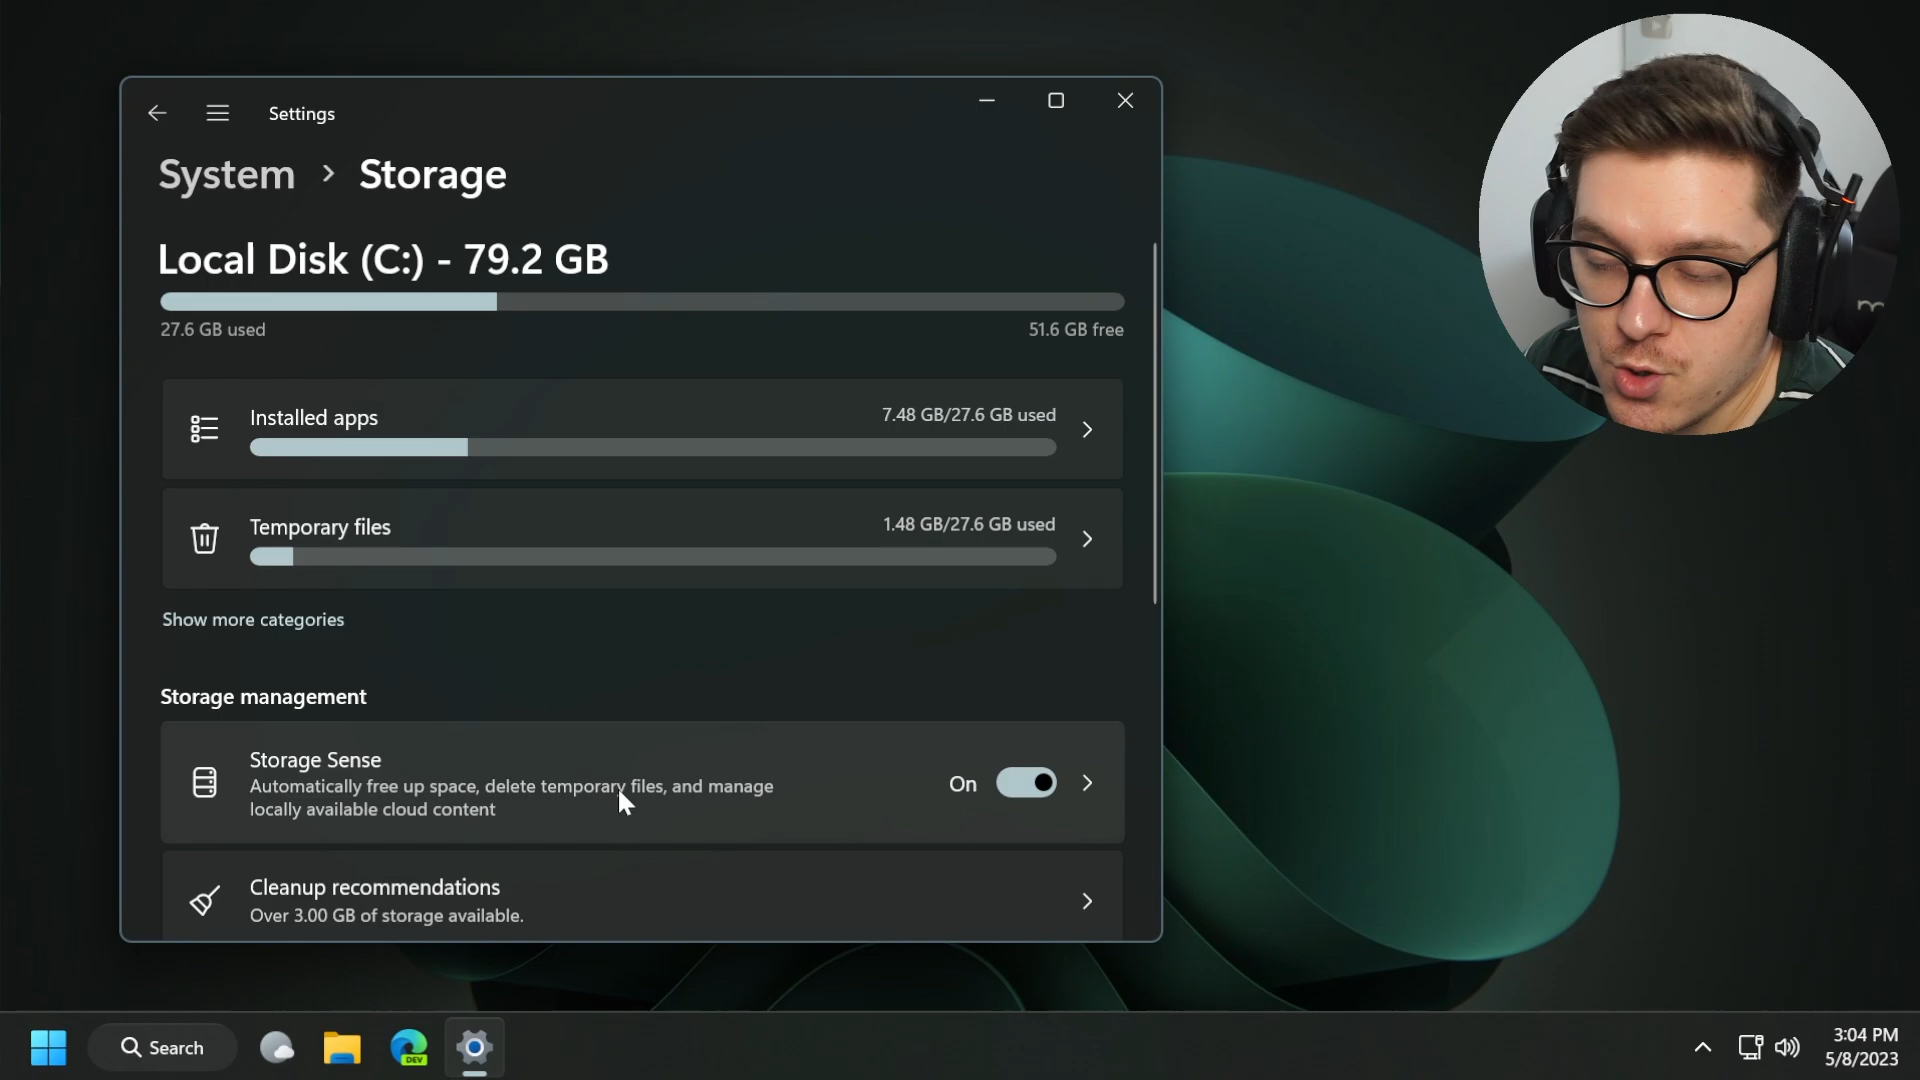 Settings
System > Storage
Local Disk (C:) - 79.2 GB
27.6 GB used
51.6 GB free
Installed apps
7.48 GB/27.6 GB used
Temporary files
1.48 GB/27.6 GB used
Show more categories
Storage management
Storage Sense
Automatically free up space, delete temporary files, and manage
locally available cloud content
On
Cleanup recommendations
Over 3.00 GB of storage available.
Search
DEV
3:04 PM
5/8/2023